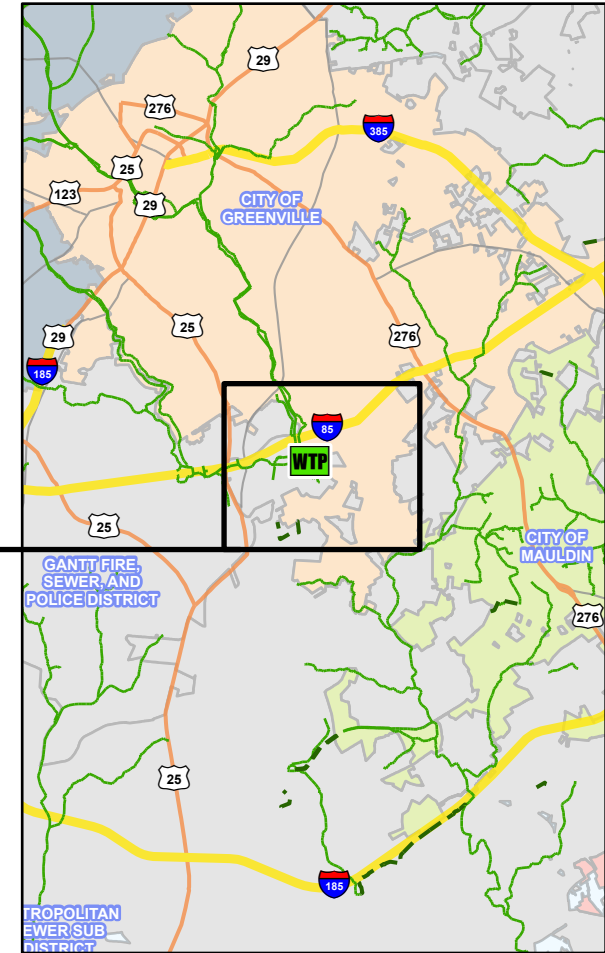 29
276
385
25
123
CITY OF
GREENVILLE
29
25
276
29
185
85
WTP
25
CITY OF
MAULDIN
GANTT FIRE,
SEWER, AND
POLICE DISTRICT
276
25
185
TROPOLITAN
EWER SUB
DISTRICT